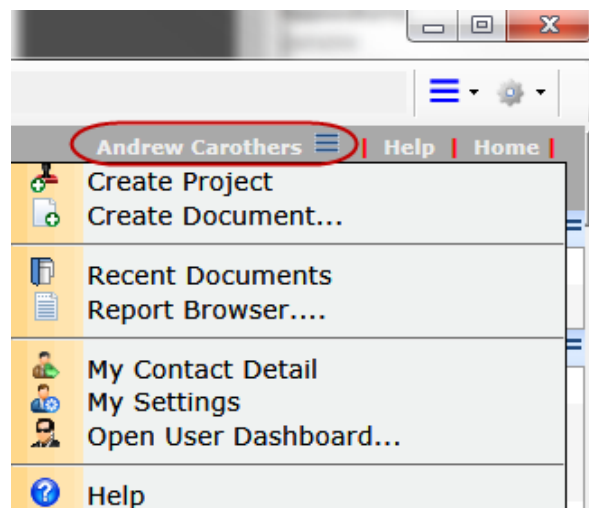 Andrew Carothers | Help | Home |
Create Project
Create Document...
Recent Documents
Report Browser....
My Contact Detail
My Settings
Open User Dashboard...
Help